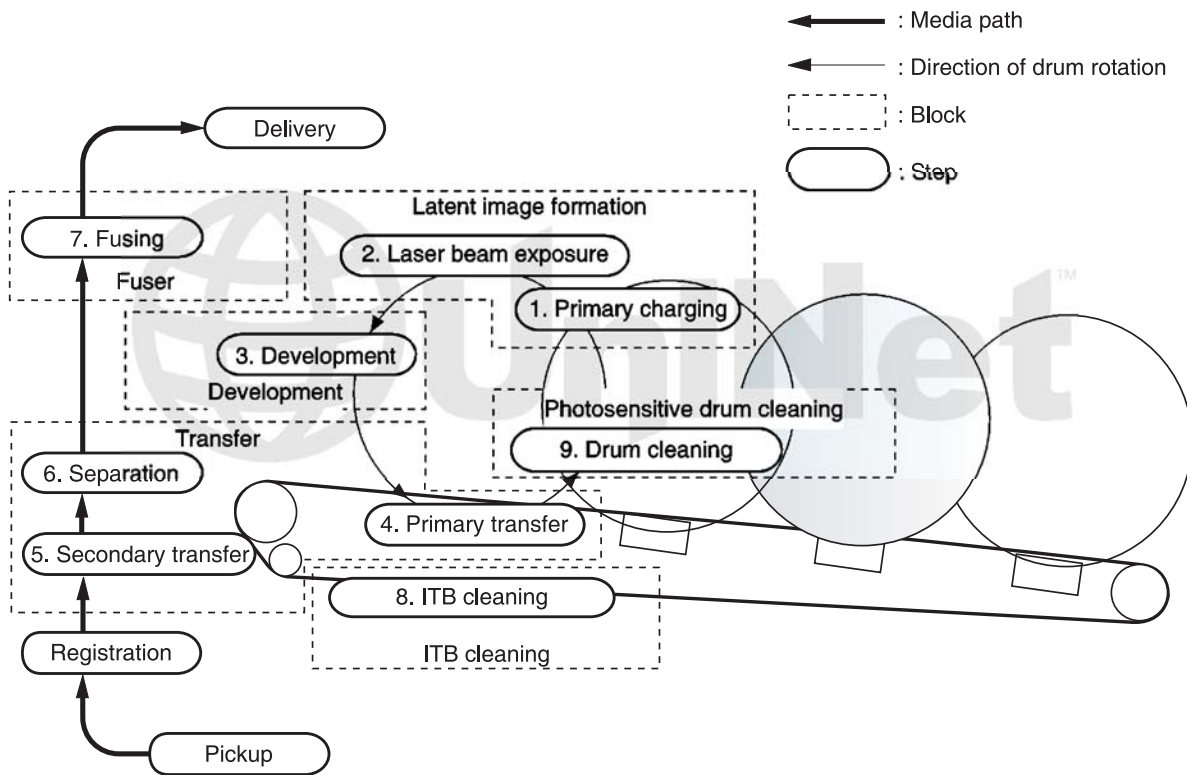 : Media path
: Direction of drum rotation
: Block
: Step
Delivery
Latent image formation
2. Laser beam exposure
7. Fusing
Fuser
1. Primary charging
UniNet™
3. Development
Development
Photosensitive drum cleaning
Transfer
9. Drum cleaning
6. Separation
4. Primary transfer
5. Secondary transfer
8. ITB cleaning
ITB cleaning
Registration
Pickup